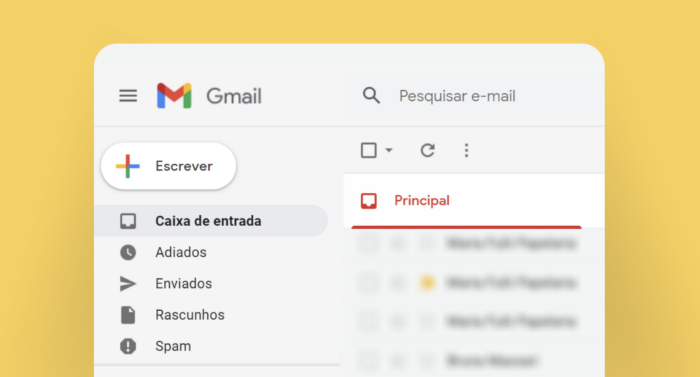 Gmail
Pesquisar e-mail
Escrever
Principal
Caixa de entrada
Adiados
Enviados
Rascunhos
Spam